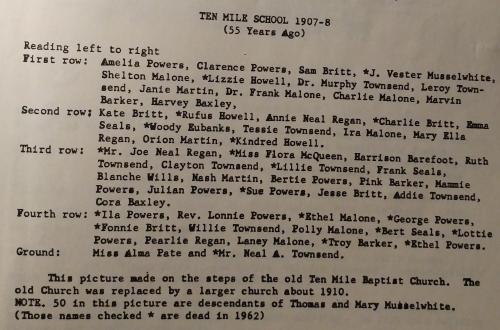 TEN MILE SCHOOL 1907-8
(55 Years Ago)
Reading left to right
First row: Amelia Powers, Clarence Powers, Sam Britt, *J. Vester Musselwhite,
Shelton Malone, *Lizzie Howell, Dr. Murphy Townsend, Leroy Town-
send, Janie Martin, Dr. Frank Malone, Charlie Malone, Marvin
Barker, Harvey Baxley,
Second row: Kate Britt, *Rufus Howell, Annie Neal Regan, *Charlie Britt, Emma
Seals, *Woody Eubanks, Tessie Townsend, Ira Malone, Mary Ella
Regan, Orion Martin, *Kindred Howell.
Third row: *Mr. Joe Neal Regan, *Miss Flora McQueen, Harrison Barefoot, Ruth
Townsend, Clayton Townsend, *Lillie Townsend, Frank Seals,
Blanche Wills, Nash Martin, Bertie Powers, Pink Barker, Mammie
Powers, Julian Powers, *Sue Powers, Jesse Britt, Addie Townsend,
Cora Baxley.
Fourth row: *Ila Powers, Rev. Lonnie Powers, *Ethel Malone, *George Powers,
*Fonnie Britt, Willie Townsend, Polly Malone, *Bert Seals, *Lottie
Powers, Pearlie Regan, Laney Malone, *Troy Barker, *Ethel Powers.
Ground: Miss Alma Pate and *Mr. Neal A. Townsend.
This picture made on the steps of the old Ten Mile Baptist Church. The
old Church was replaced by a larger church about 1910.
NOTE. 50 in this picture are descendants of Thomas and Mary Musselwhite.
(Those names checked * are dead in 1962)